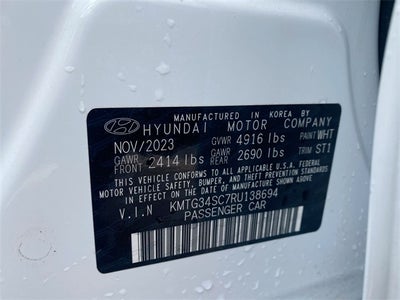 MANUFACTURED IN KOREA BY
HYUNDAI MOTOR COMPANY
NOV/2023 GVWR 4916 lbs PAINT WHT
GAWR FRONT 2414 lbs GAWR REAR 2690 lbs TRIM ST1
THIS VEHICLE CONFORMS TO ALL APPLICABLE U.S.A. FEDERAL
MOTOR VEHICLE SAFETY, BUMPER, AND THEFT PREVENTION STANDARDS
IN EFFECT ON THE DATE OF MANUFACTURE SHOWN ABOVE.
V.I.N KMTG34SC7RU138694
PASSENGER CAR